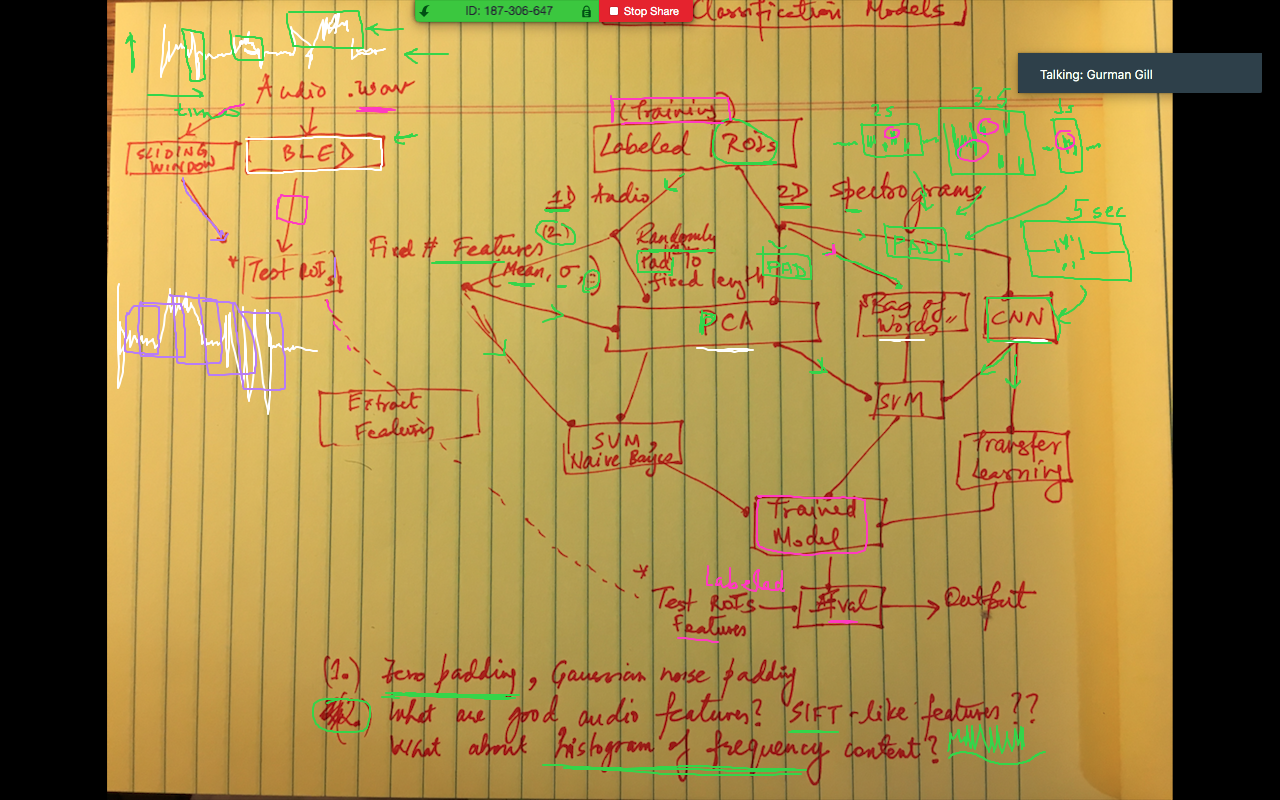 ID: 187-306-647
Stop Share
Classification Models
Talking: Gurman Gill
Audio .wav
time
SLIDING
WINDOW
BLED
Test ROIs
(Training)
Labeled ROIs
1D Audio
(2)
2D Spectrograms
2s
3.5
1s
5 sec
Fixed # Features
(Mean, σ,
Randomly
Pad To
fixed length
PAD
PAD
PCA
"Bag of
Words"
CNN
Extract
Features
SVM,
Naive Bayes
SVM
Transfer
Learning
Trained
Model
Labeled
* Test ROIs
Features
Eval
Output
(1.) Zero padding, Gaussian noise padding
2. What are good audio features? SIFT-like features??
What about histogram of frequency content?